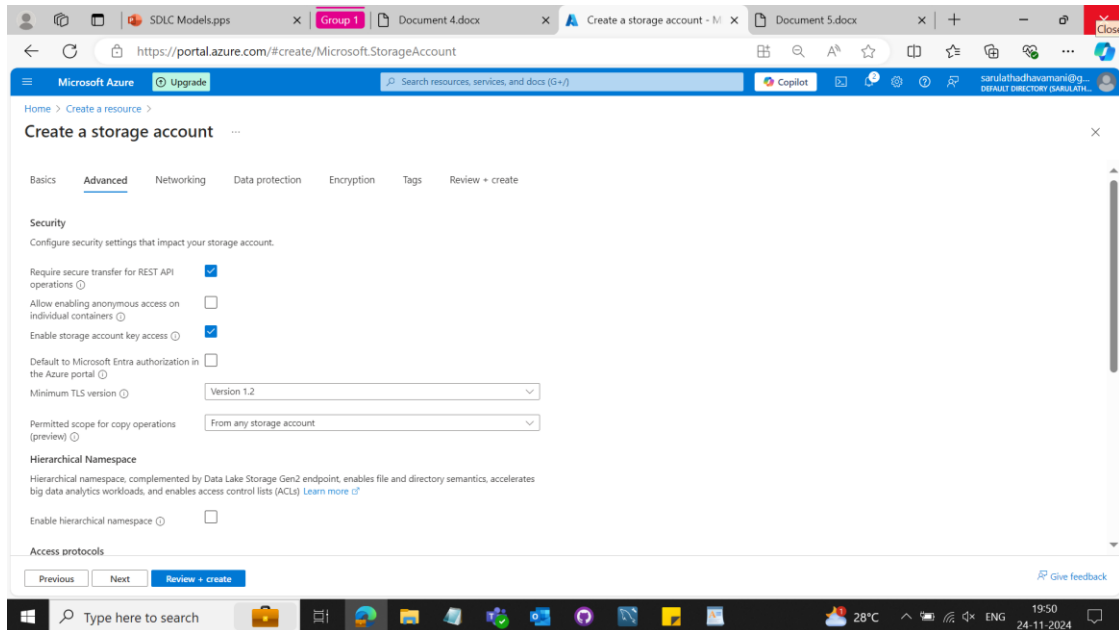 SDLC Models.pps
Group 1
Document 4.docx
Create a storage account - M
Document 5.docx
Close
https://portal.azure.com/#create/Microsoft.StorageAccount
Microsoft Azure
Upgrade
Search resources, services, and docs (G+/)
Copilot
2
sarulathadhavamani@g...
DEFAULT DIRECTORY (SARULATH...
Home > Create a resource >
Create a storage account ...
Basics Advanced Networking Data protection Encryption Tags Review + create
Security
Configure security settings that impact your storage account.
Require secure transfer for REST API
operations
Allow enabling anonymous access on
individual containers
Enable storage account key access
Default to Microsoft Entra authorization in
the Azure portal
Minimum TLS version
Version 1.2
Permitted scope for copy operations
(preview)
From any storage account
Hierarchical Namespace
Hierarchical namespace, complemented by Data Lake Storage Gen2 endpoint, enables file and directory semantics, accelerates
big data analytics workloads, and enables access control lists (ACLs) Learn more
Enable hierarchical namespace
Access protocols
Previous Next Review + create
Give feedback
Type here to search
28°C
ENG
19:50
24-11-2024